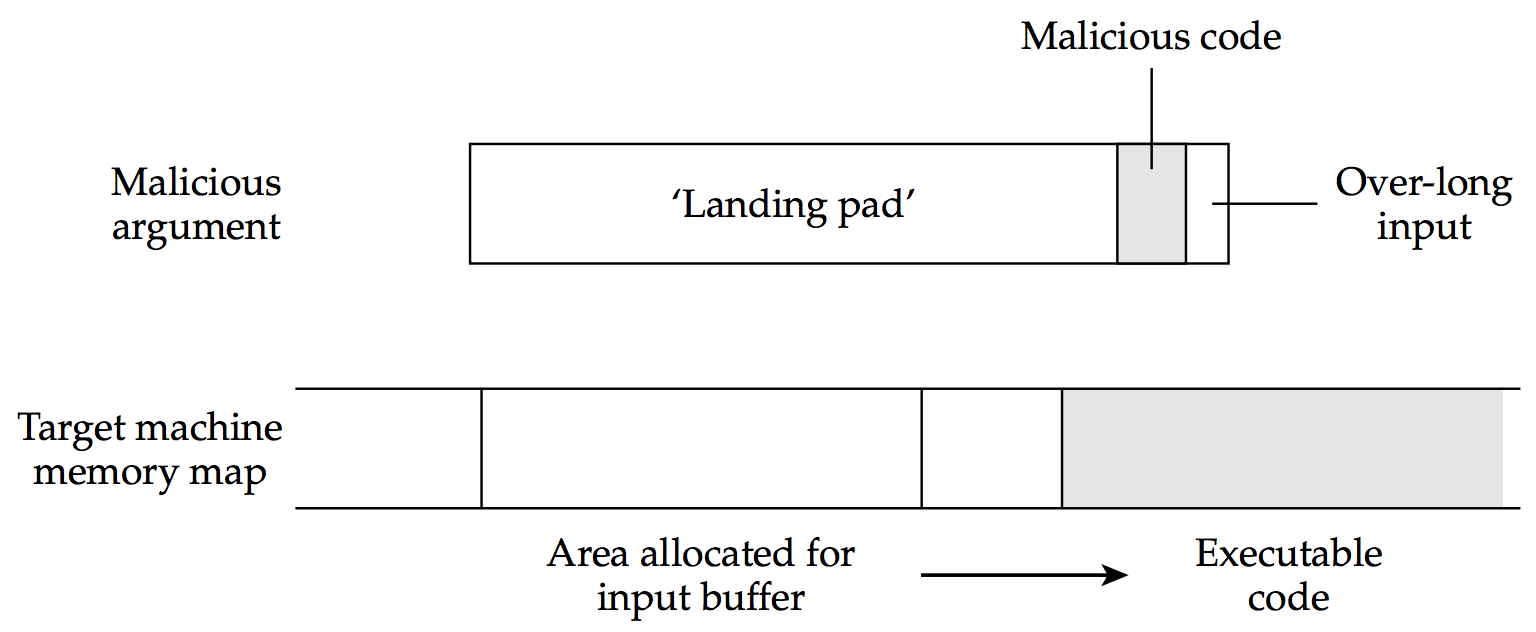 Malicious code
Malicious
argument
‘Landing pad’
Over-long
input
Target machine
memory map
Area allocated for
input buffer
Executable
code